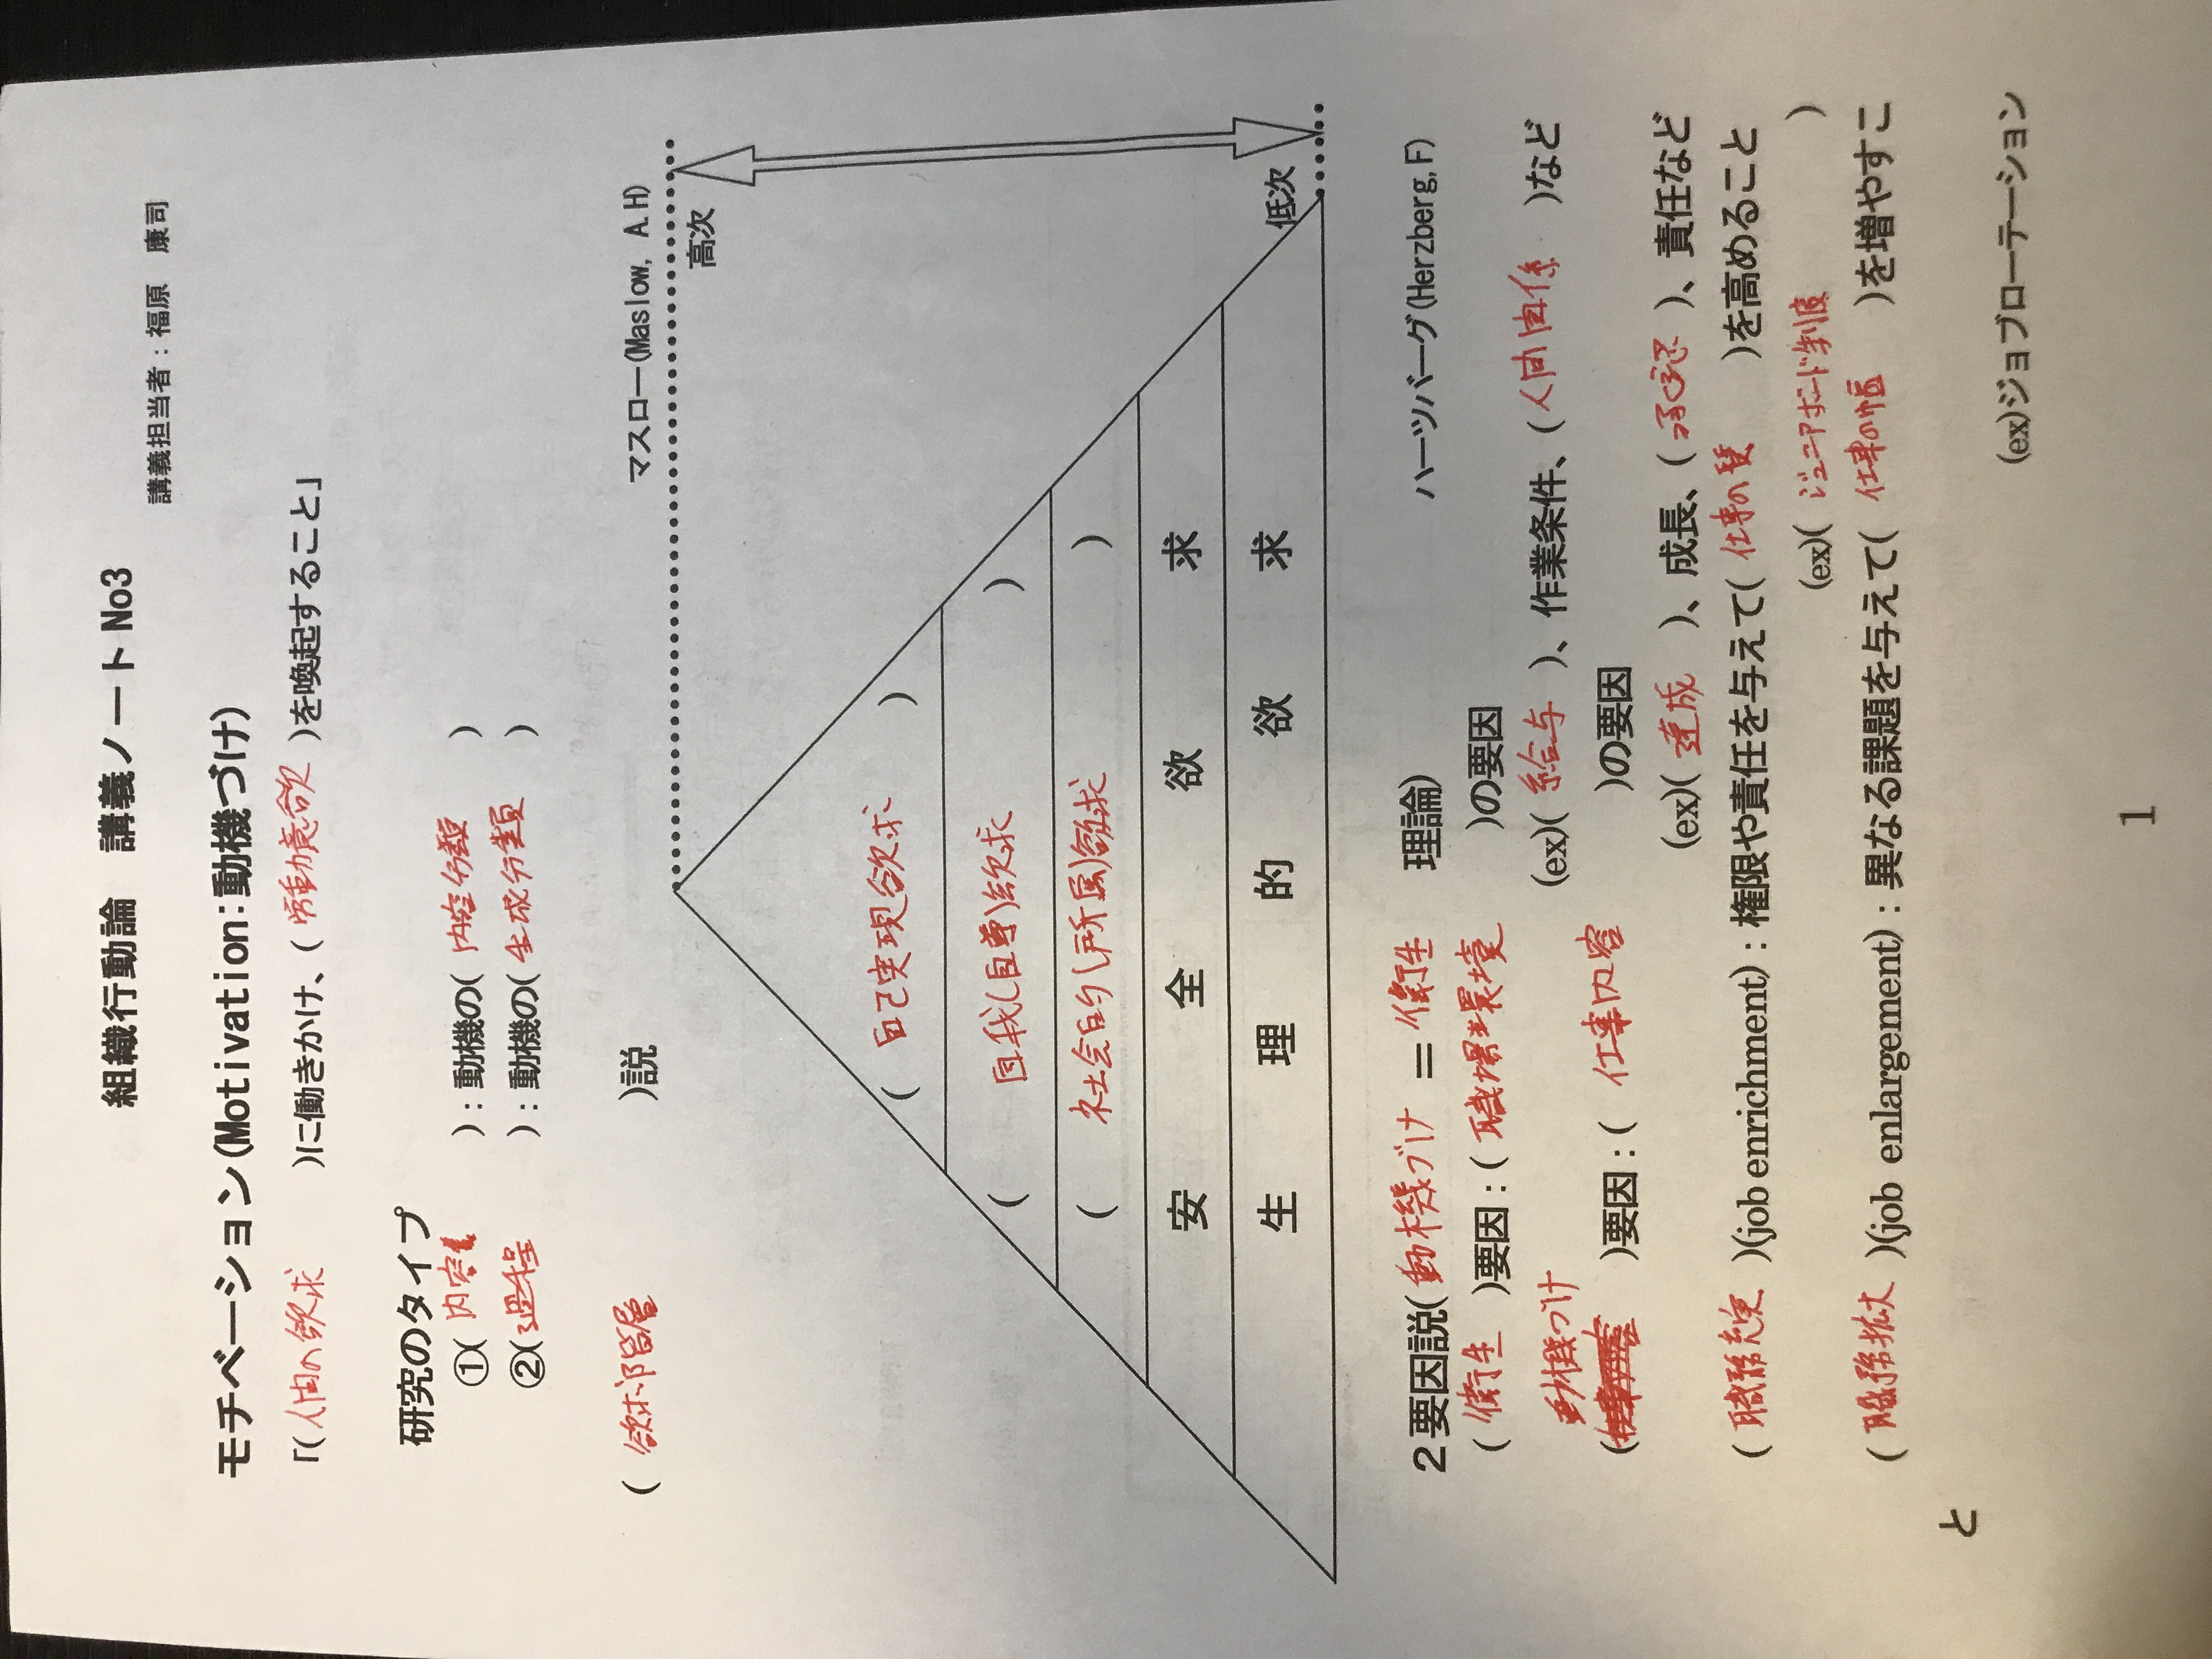 組織行動論　講義ノート No3
講義担当者：福原　康司
モチベーション(Motivation:動機づけ)
「(人間の欲求)に働きかけ、(労動意欲)を喚起すること」
研究のタイプ
①(内容)：動機の(内容分類)
②(過程)：動機の(生成分類)
(欲求階層)説
マスロー(Maslow, A.H)
高次
(自己実現欲求)
(自我(自尊)欲求)
(社会的(所属)欲求)
安全欲求
生理的欲求
低次
２要因説(動機づけ＝衛生理論)
ハーツバーグ(Herzberg,F)
(衛生)要因：(職場環境)の要因
(ex)(給与)、作業条件、(人間関係)など
動機づけ
(仕事内容)要因：(仕事内容)の要因
(ex)(達成)、成長、(承認)、責任など
(職務充実)(job enrichment)：権限や責任を与えて(仕事の質)を高めること
(ex)(ジュニアボード制度)
(職務拡大)(job enlargement)：異なる課題を与えて(仕事の幅)を増やすこ
と
(ex)ジョブローテーション
1